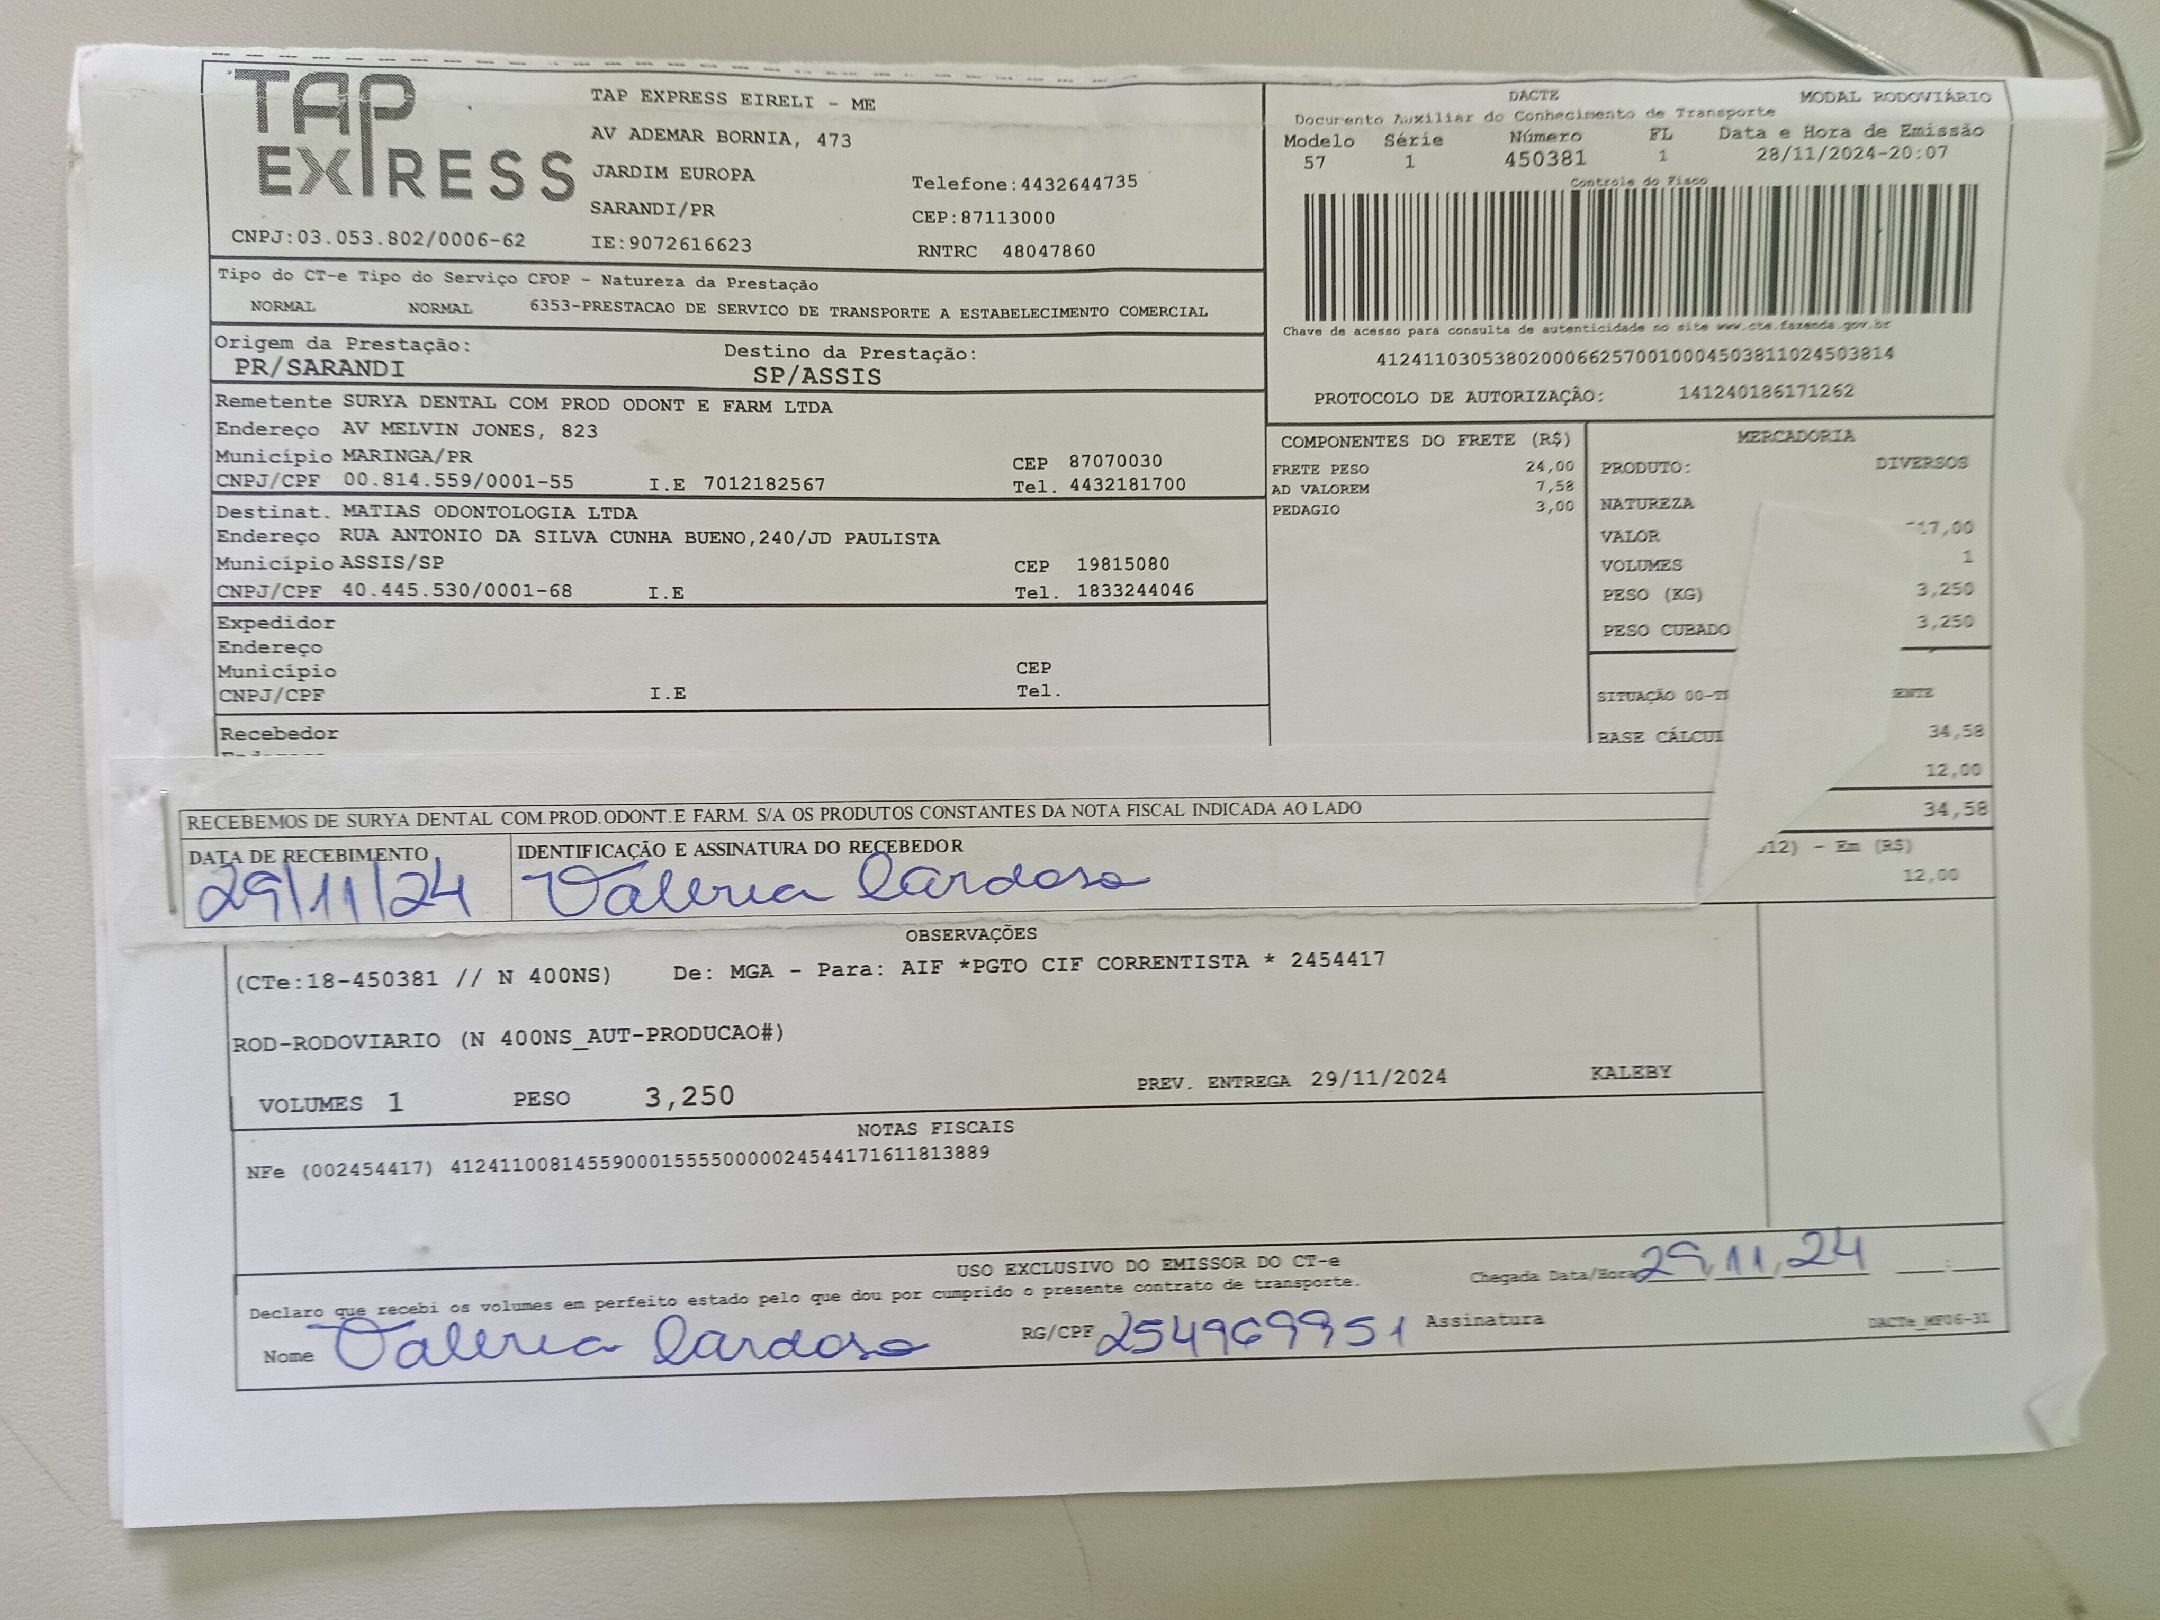 TAP EXPRESS
TAP EXPRESS EIRELI - ME
AV ADEMAR BORNIA, 473
JARDIM EUROPA
Telefone:4432644735
SARANDI/PR
CEP:87113000
CNPJ:03.053.802/0006-62
IE:9072616623
RNTRC 48047860
DACTE
MODAL RODOVIÁRIO
Documento Auxiliar do Conhecimento de Transporte
Modelo Série Número FL Data e Hora de Emissão
57 1 450381 1 28/11/2024-20:07
Controle do Fisco
Chave de acesso para consulta de autenticidade no site www.cte.fazenda.gov.br
41241103053802000662570010004503811024503814
PROTOCOLO DE AUTORIZAÇÃO: 141240186171262
Tipo do CT-e Tipo do Serviço CFOP - Natureza da Prestação
NORMAL NORMAL 6353-PRESTACAO DE SERVICO DE TRANSPORTE A ESTABELECIMENTO COMERCIAL
Origem da Prestação: Destino da Prestação:
PR/SARANDI SP/ASSIS
Remetente SURYA DENTAL COM PROD ODONT E FARM LTDA
Endereço AV MELVIN JONES, 823
Município MARINGA/PR CEP 87070030
CNPJ/CPF 00.814.559/0001-55 I.E 7012182567 Tel. 4432181700
Destinat. MATIAS ODONTOLOGIA LTDA
Endereço RUA ANTONIO DA SILVA CUNHA BUENO,240/JD PAULISTA
Município ASSIS/SP CEP 19815080
CNPJ/CPF 40.445.530/0001-68 I.E Tel. 1833244046
Expedidor
Endereço
Município CEP
CNPJ/CPF I.E Tel.
Recebedor
COMPONENTES DO FRETE (R$)
FRETE PESO 24,00
AD VALOREM 7,58
PEDAGIO 3,00
MERCADORIA
PRODUTO: DIVERSOS
NATUREZA
VALOR 17,00
VOLUMES 1
PESO (KG) 3,250
PESO CUBADO 3,250
SITUAÇÃO 00-T ENTE
BASE CÁLCU 34,58
12,00
34,58
12) - Em (R$)
12,00
RECEBEMOS DE SURYA DENTAL COM.PROD.ODONT.E FARM. S/A OS PRODUTOS CONSTANTES DA NOTA FISCAL INDICADA AO LADO
DATA DE RECEBIMENTO IDENTIFICAÇÃO E ASSINATURA DO RECEBEDOR
29/11/24 Valeria Cardoso
OBSERVAÇÕES
(CTe:18-450381 // N 400NS) De: MGA - Para: AIF *PGTO CIF CORRENTISTA * 2454417
ROD-RODOVIARIO (N 400NS_AUT-PRODUCAO#)
VOLUMES 1 PESO 3,250 PREV. ENTREGA 29/11/2024 KALEBY
NOTAS FISCAIS
NFe (002454417) 41241100814559000155550000024544171611813889
USO EXCLUSIVO DO EMISSOR DO CT-e
Declaro que recebi os volumes em perfeito estado pelo que dou por cumprido o presente contrato de transporte.
Chegada Data/Hora 29,11,24 :
Nome Valeria Cardoso RG/CPF 254969951 Assinatura
DACTe_MF06-31